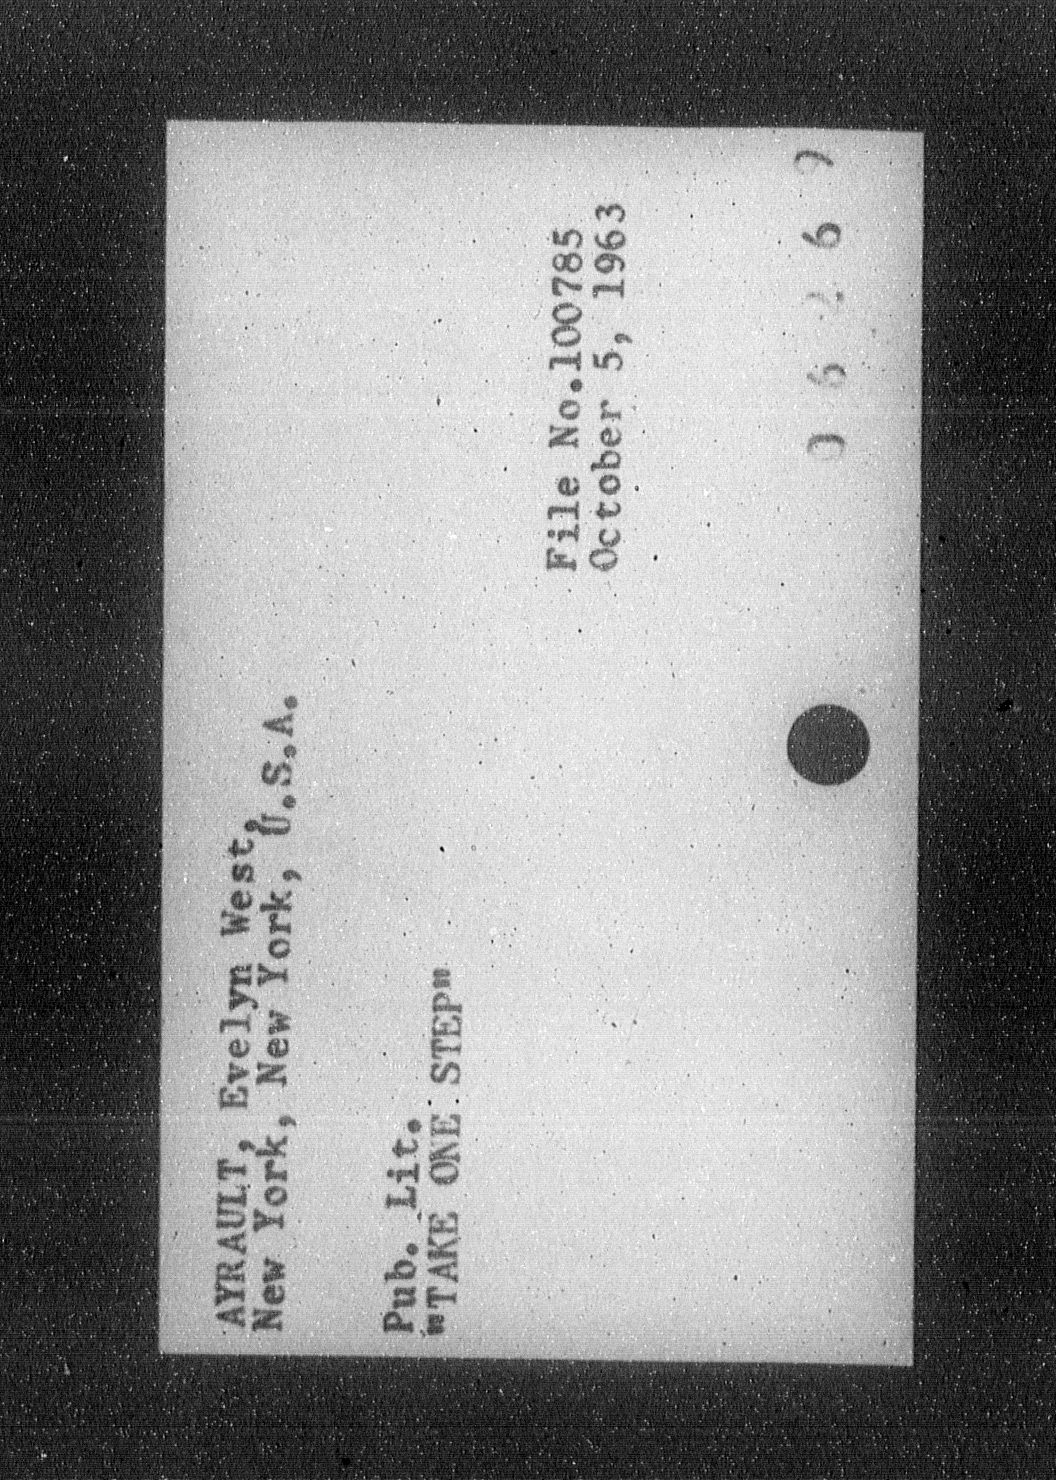 AYRAULT, Evelyn West,
New York, New York, U.S.A.
Pub. Lit.
"TAKE ONE STEP"
File No.100785
October 5, 1963